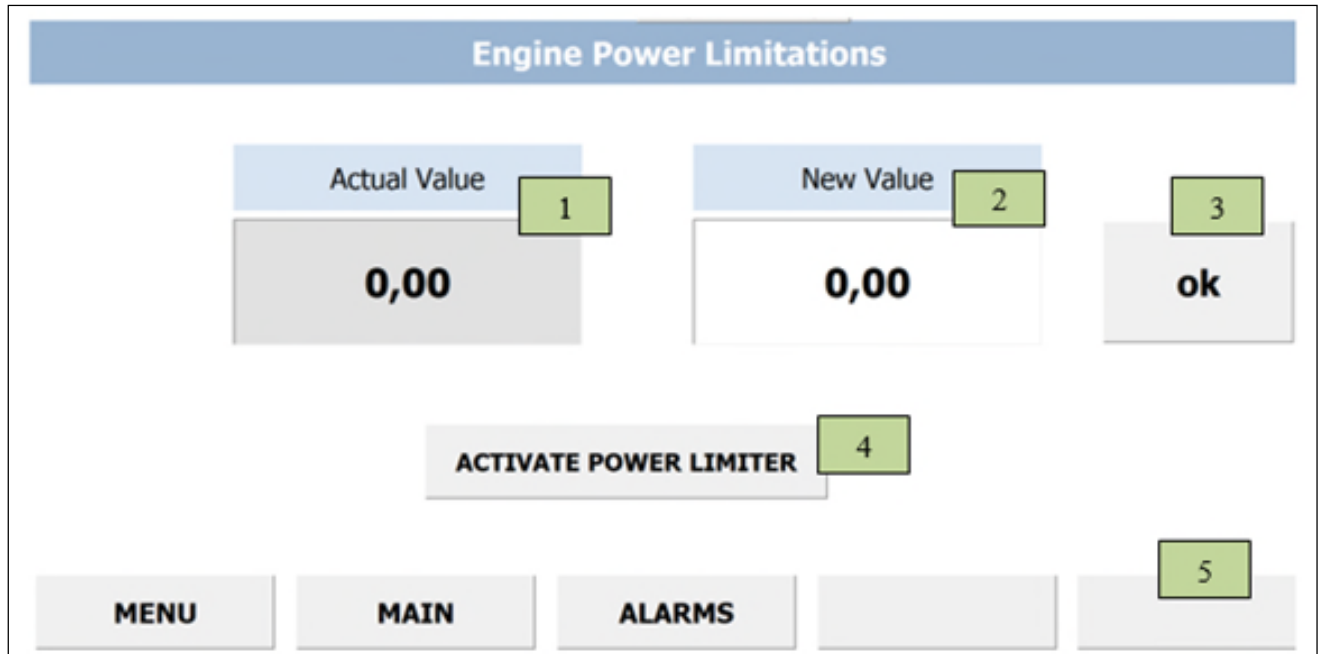 Engine Power Limitations
Actual Value
1
New Value
2
3
0,00
0,00
ok
ACTIVATE POWER LIMITER
4
5
MENU
MAIN
ALARMS